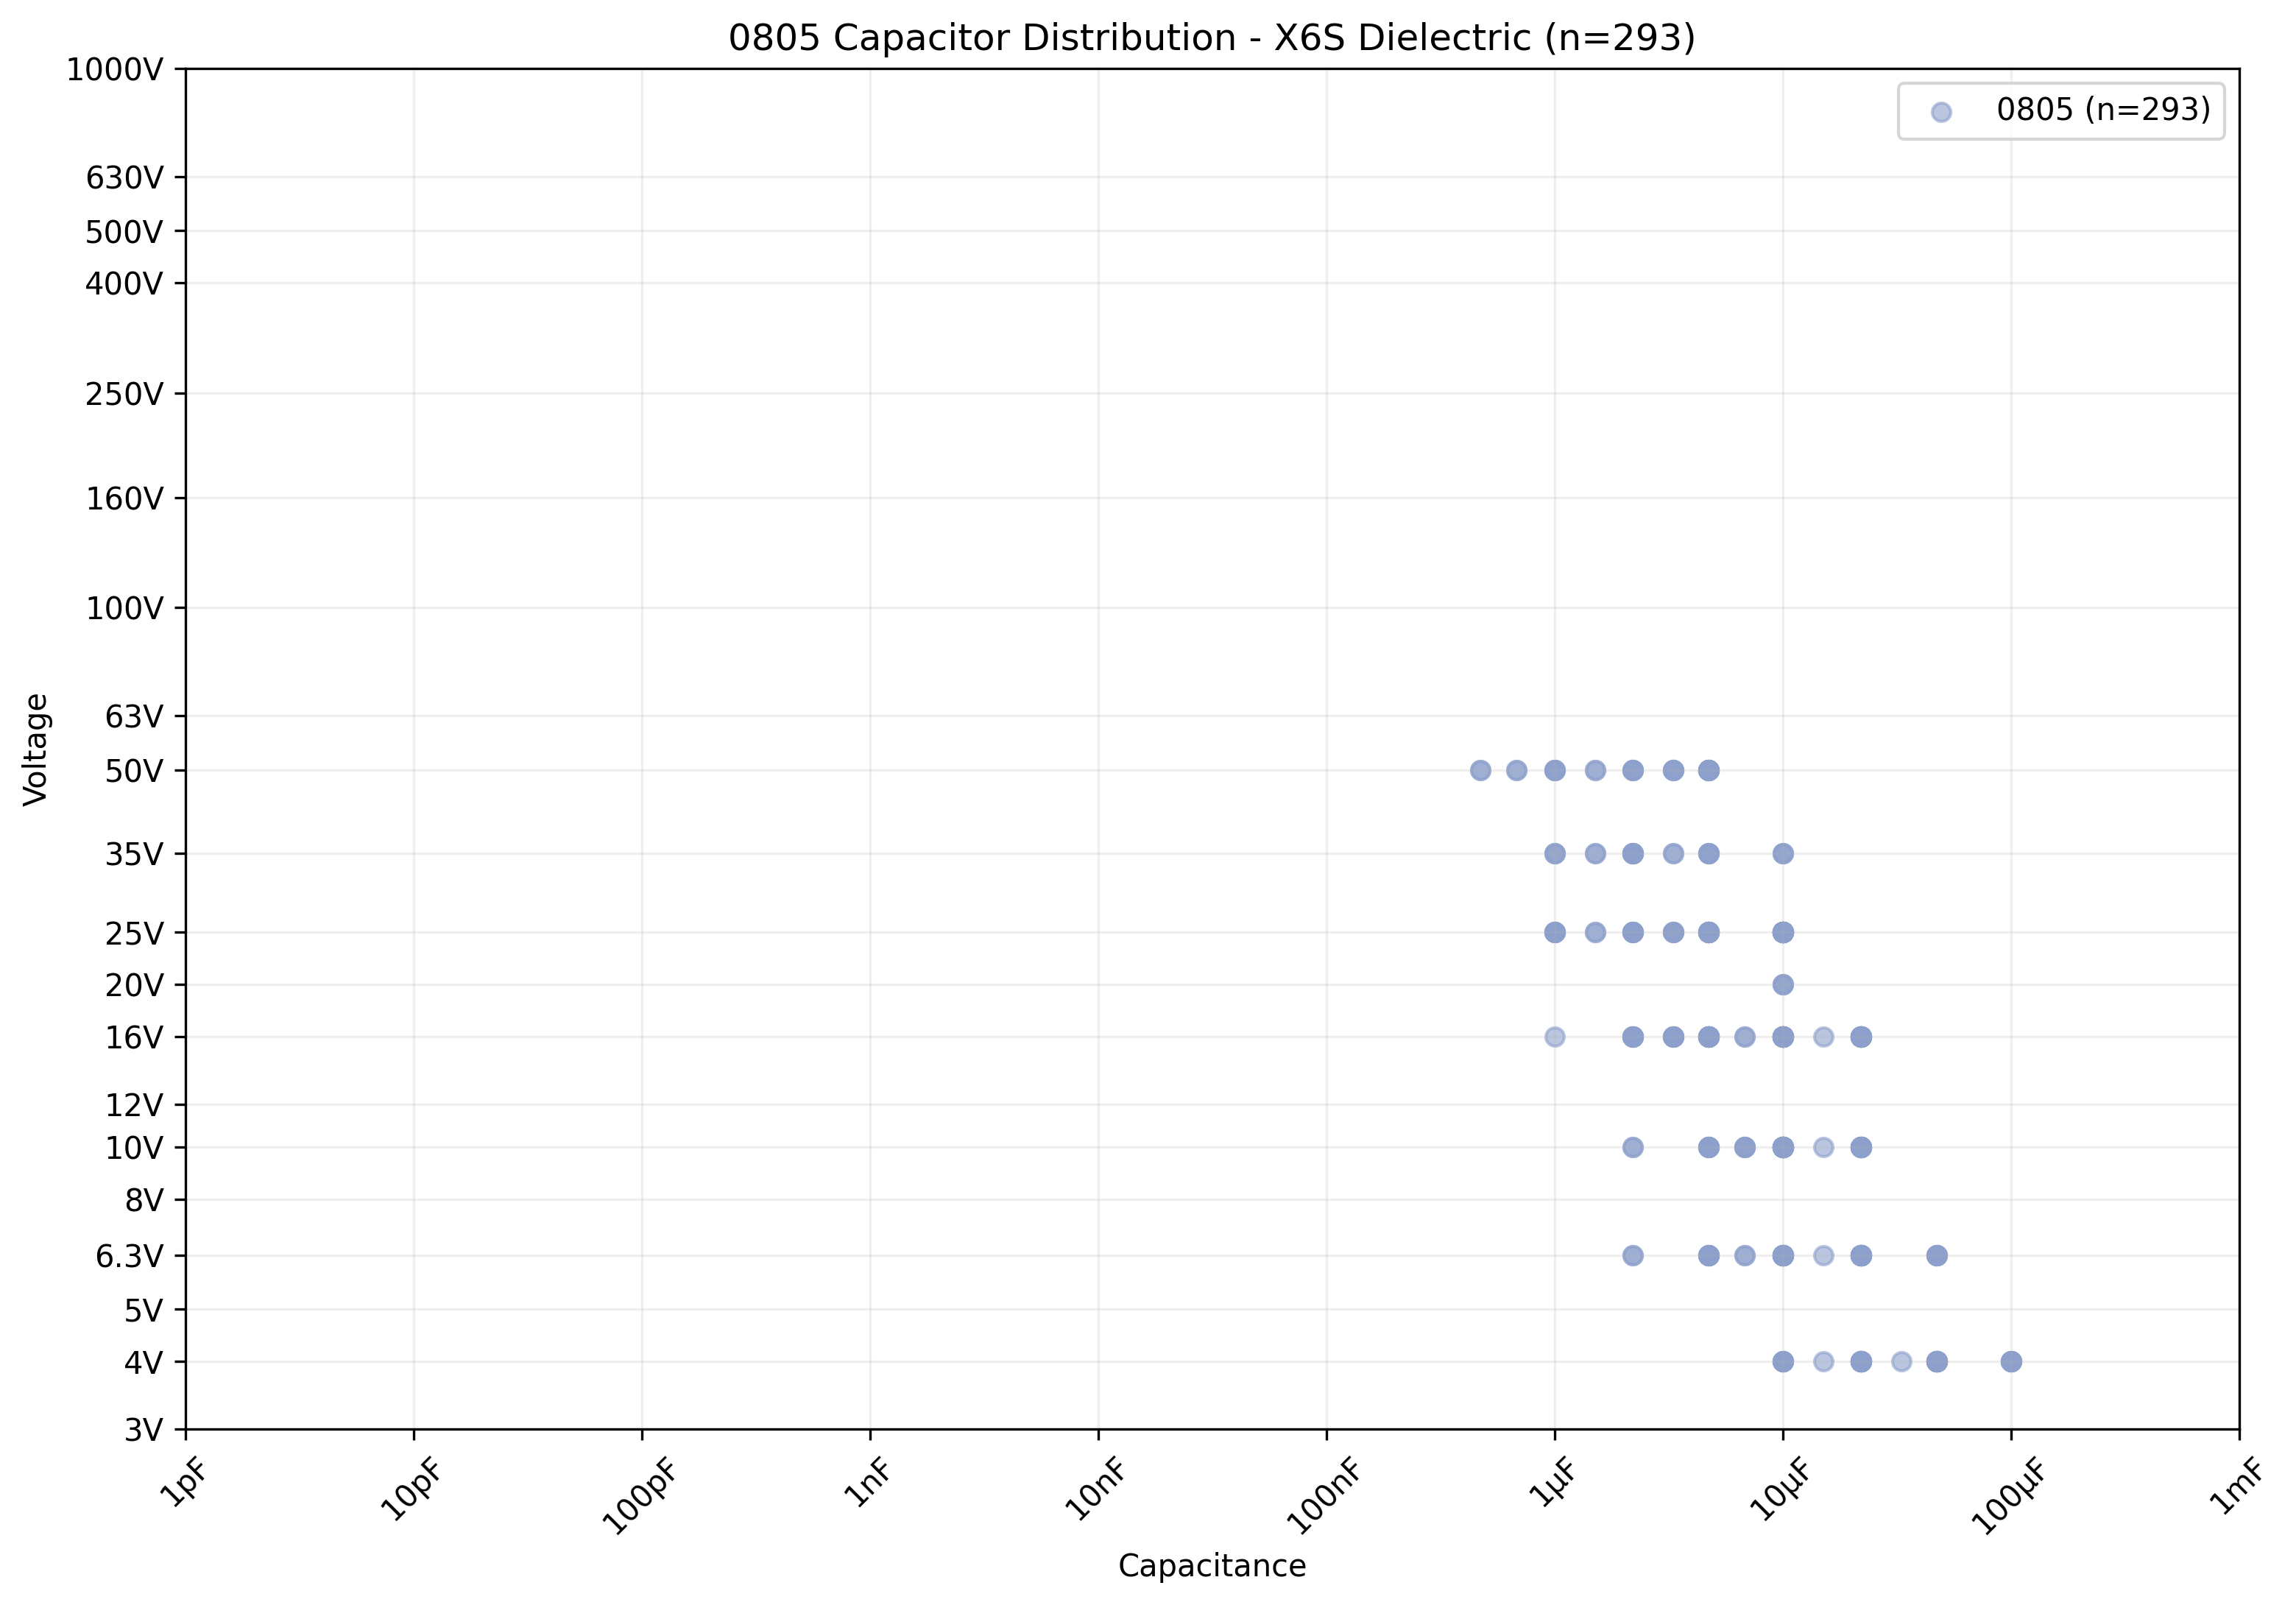 0805 Capacitor Distribution - X6S Dielectric (n=293)
0805 (n=293)
Voltage
1000V
630V
500V
400V
250V
160V
100V
63V
50V
35V
25V
20V
16V
12V
10V
8V
6.3V
5V
4V
3V
1pF
10pF
100pF
1nF
10nF
100nF
1μF
10μF
100μF
1mF
Capacitance